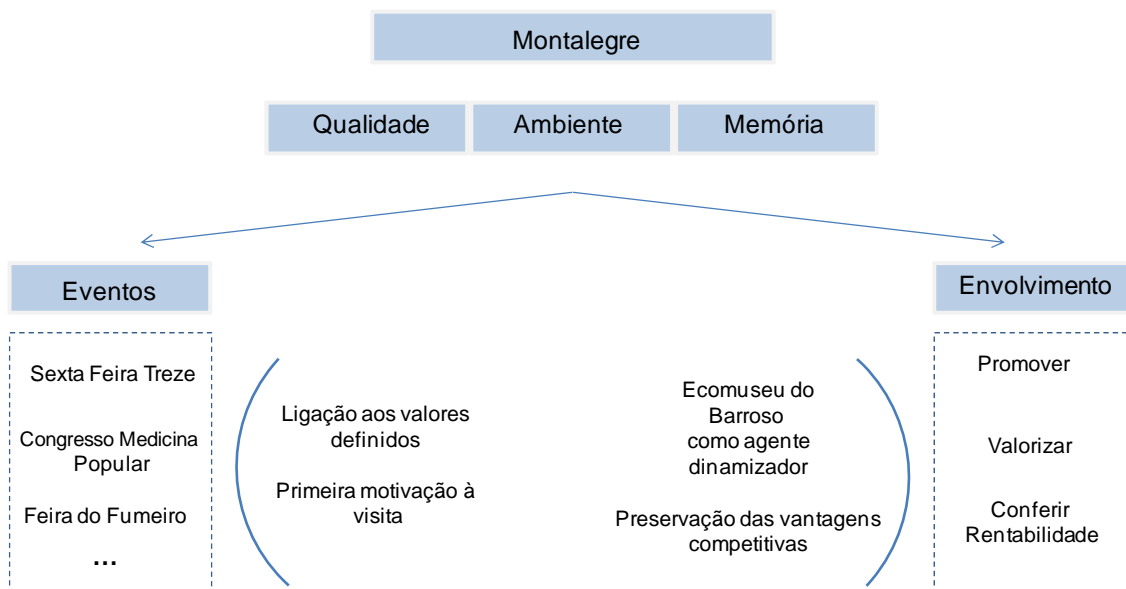 Montalegre
Qualidade
Ambiente
Memória
Eventos
Envolvimento
Sexta Feira Treze
Congresso Medicina
Popular
Feira do Fumeiro
...
Ligação aos valores
definidos
Primeira motivação à
visita
Ecomuseu do
Barroso
como agente
dinamizador
Preservação das vantagens
competitivas
Promover
Valorizar
Conferir
Rentabilidade